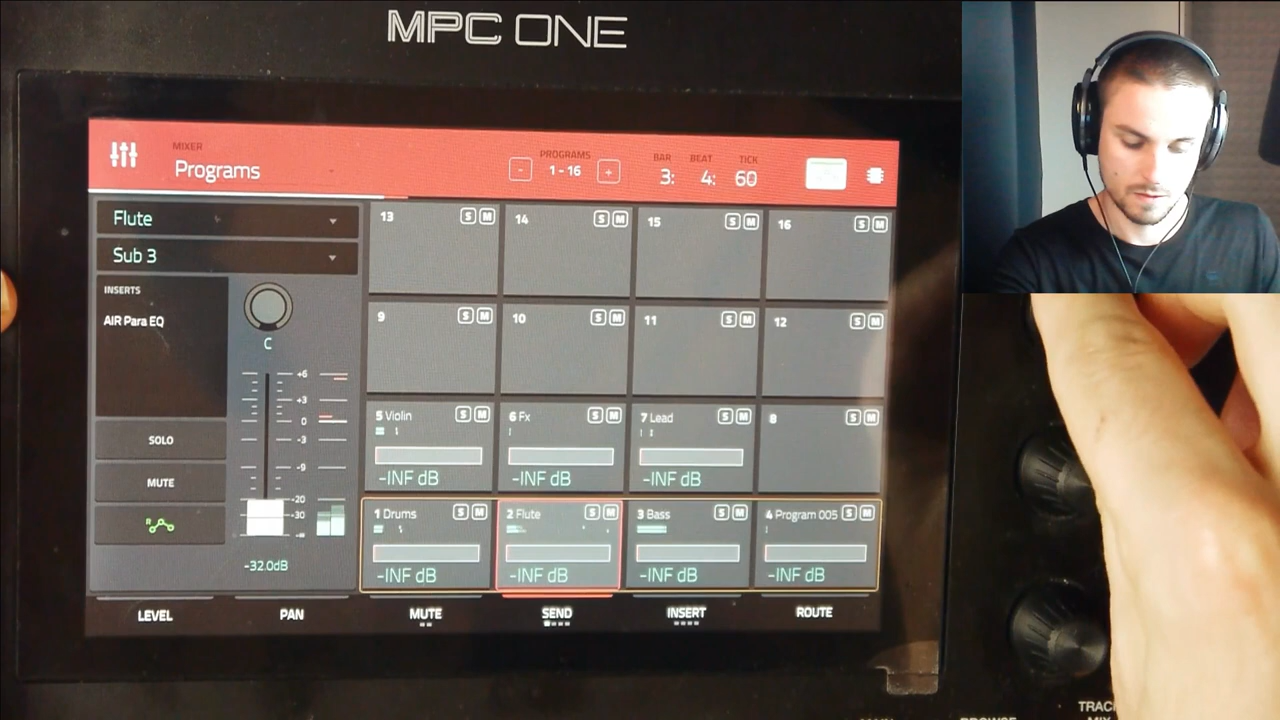 MPC ONE
MIXER
Programs
PROGRAMS
- 1 - 16 +
BAR BEAT TICK
3: 4: 60
Flute
Sub 3
INSERTS
AIR Para EQ
C
+6
+3
0
-3
-9
-20
-30
SOLO
MUTE
R
-32.0dB
13 S M
14 S M
15 S M
16 S M
9 S M
10 S M
11 S M
12 S M
5 Violin S M
-INF dB
6 Fx S M
-INF dB
7 Lead S M
-INF dB
8 S M
1 Drums S M
-INF dB
2 Flute S M
-INF dB
3 Bass S M
-INF dB
4 Program 005 S M
-INF dB
LEVEL PAN MUTE SEND INSERT ROUTE